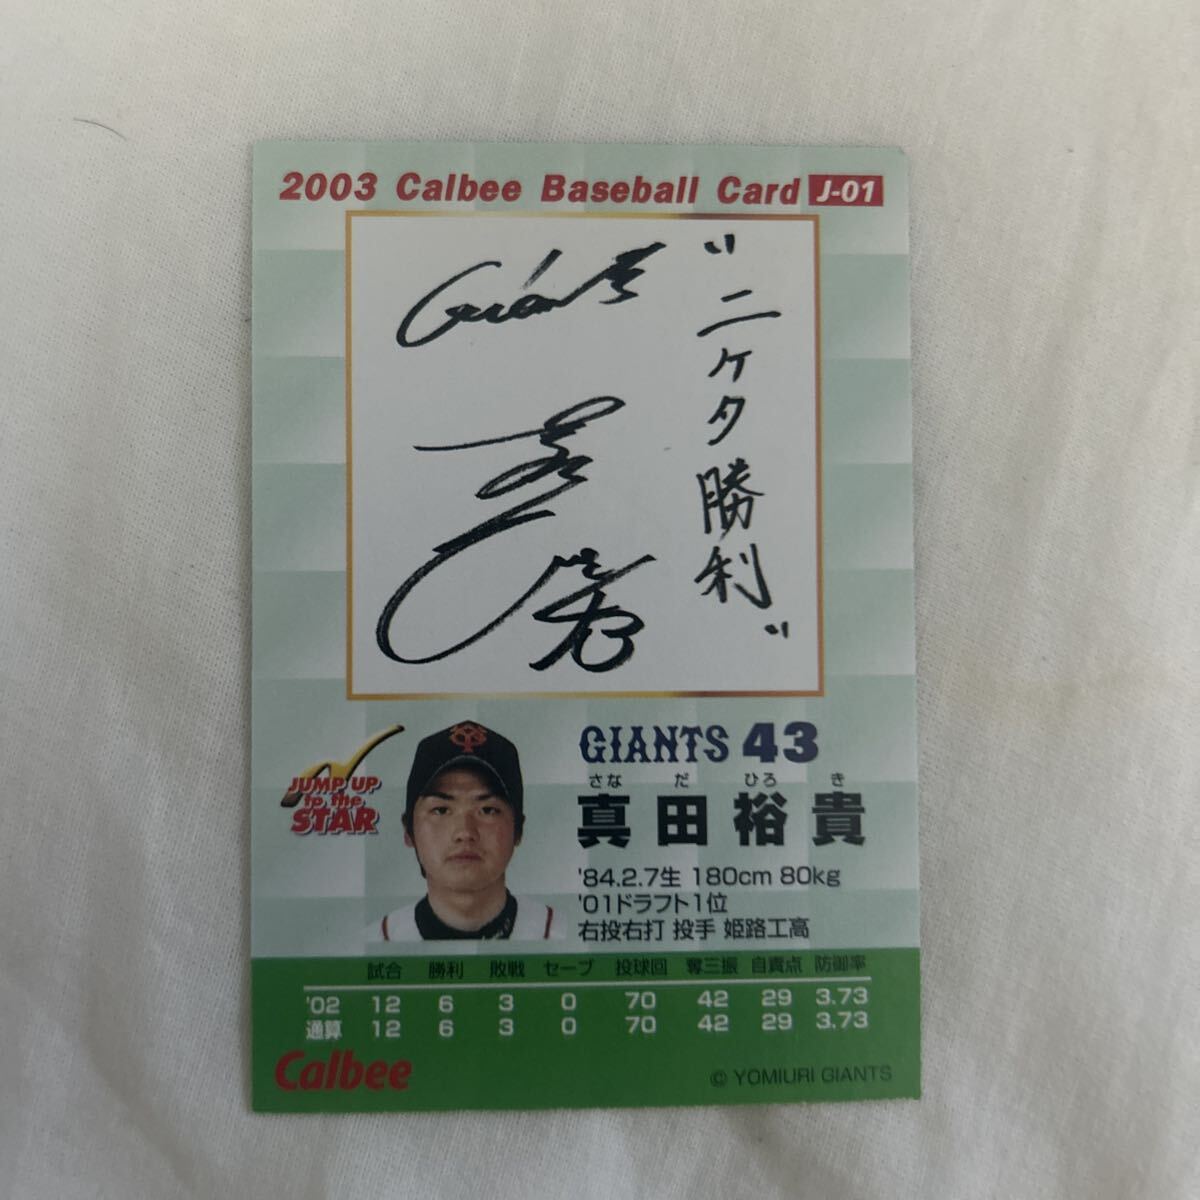 2003 Calbee Baseball Card J-01
Giants
"ニケタ勝利"
JUMP UP
to the
STAR
GIANTS 43
さな だ ひろ き
真田裕貴
'84.2.7生 180cm 80kg
'01ドラフト1位
右投右打 投手 姫路工高
試合 勝利 敗戦 セーブ 投球回 奪三振 自責点 防御率
'02 12 6 3 0 70 42 29 3.73
通算 12 6 3 0 70 42 29 3.73
Calbee
© YOMIURI GIANTS